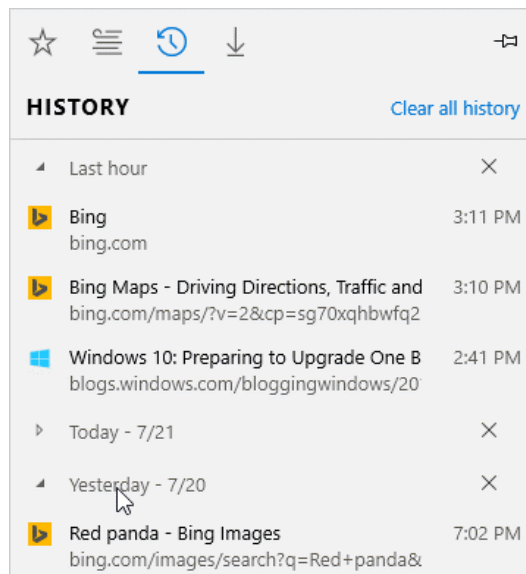 HISTORY Clear all history
Last hour
Bing 3:11 PM
bing.com
Bing Maps - Driving Directions, Traffic and 3:10 PM
bing.com/maps/?v=2&cp=sg70xqhbwfq2
Windows 10: Preparing to Upgrade One B 2:41 PM
blogs.windows.com/bloggingwindows/20
Today - 7/21
Yesterday - 7/20
Red panda - Bing Images 7:02 PM
bing.com/images/search?q=Red+panda&